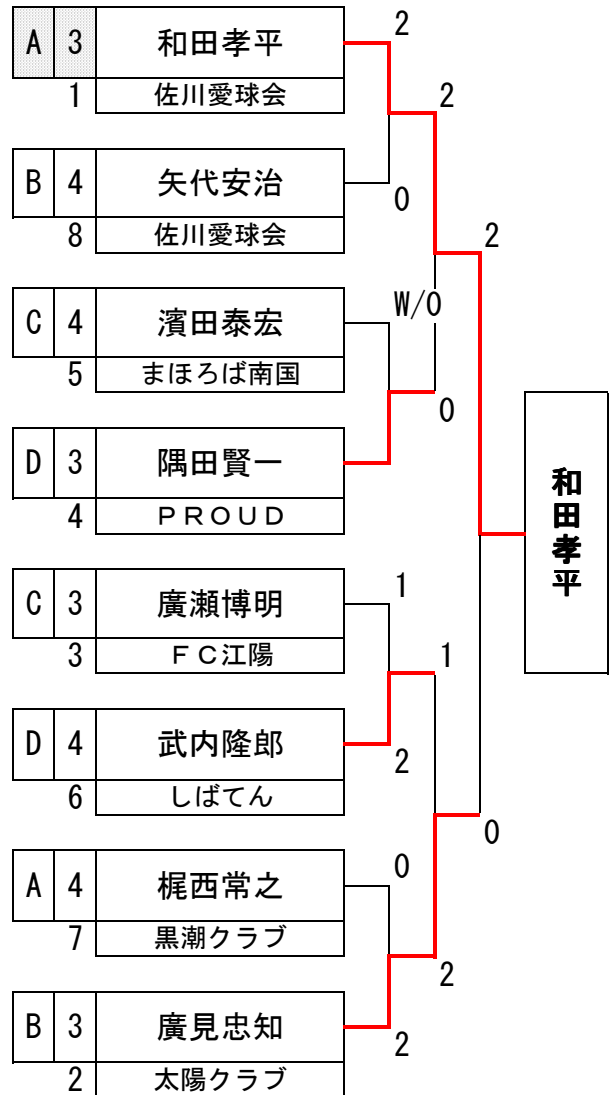 A 3 和田孝平 2
1 佐川愛球会 2
B 4 矢代安治 0
8 佐川愛球会 2
C 4 濱田泰宏 W/O
5 まほろば南国 0
D 3 隅田賢一
4 ＰＲＯＵＤ
和田孝平
C 3 廣瀬博明 1
3 ＦＣ江陽 1
D 4 武内隆郎 2
6 しばてん 0
A 4 梶西常之 0
7 黒潮クラブ 2
B 3 廣見忠知 2
2 太陽クラブ